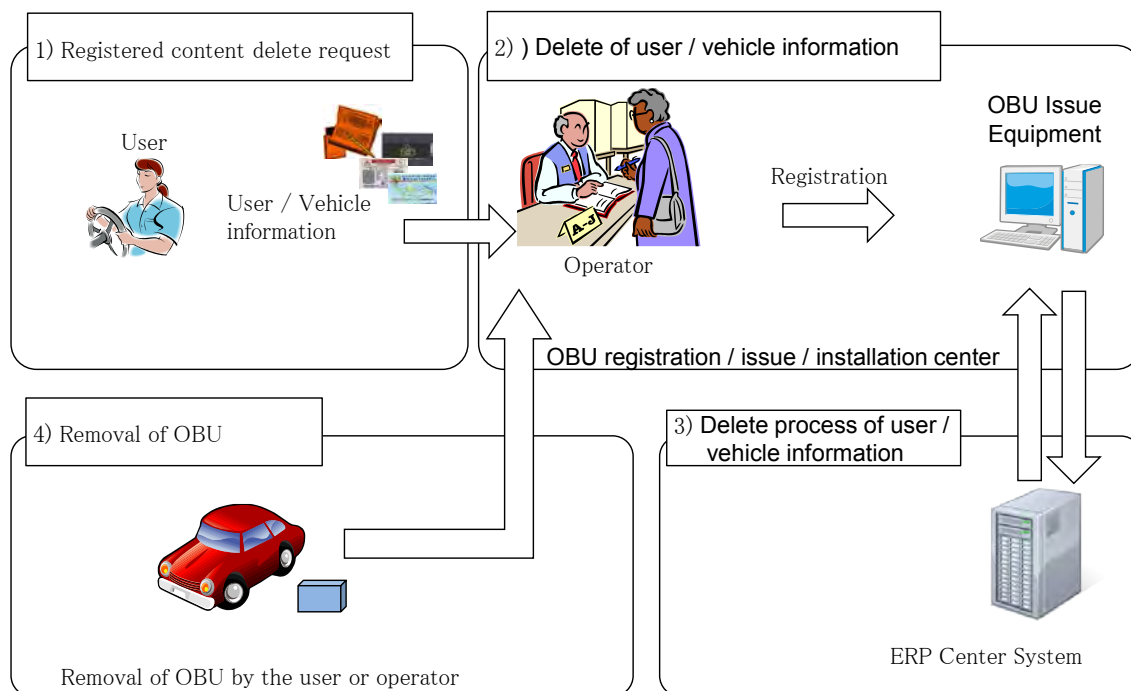 1) Registered content delete request
User
User / Vehicle
information
2) ) Delete of user / vehicle information
A-J
Operator
Registration
OBU Issue
Equipment
OBU registration / issue / installation center
4) Removal of OBU
Removal of OBU by the user or operator
3) Delete process of user /
vehicle information
ERP Center System